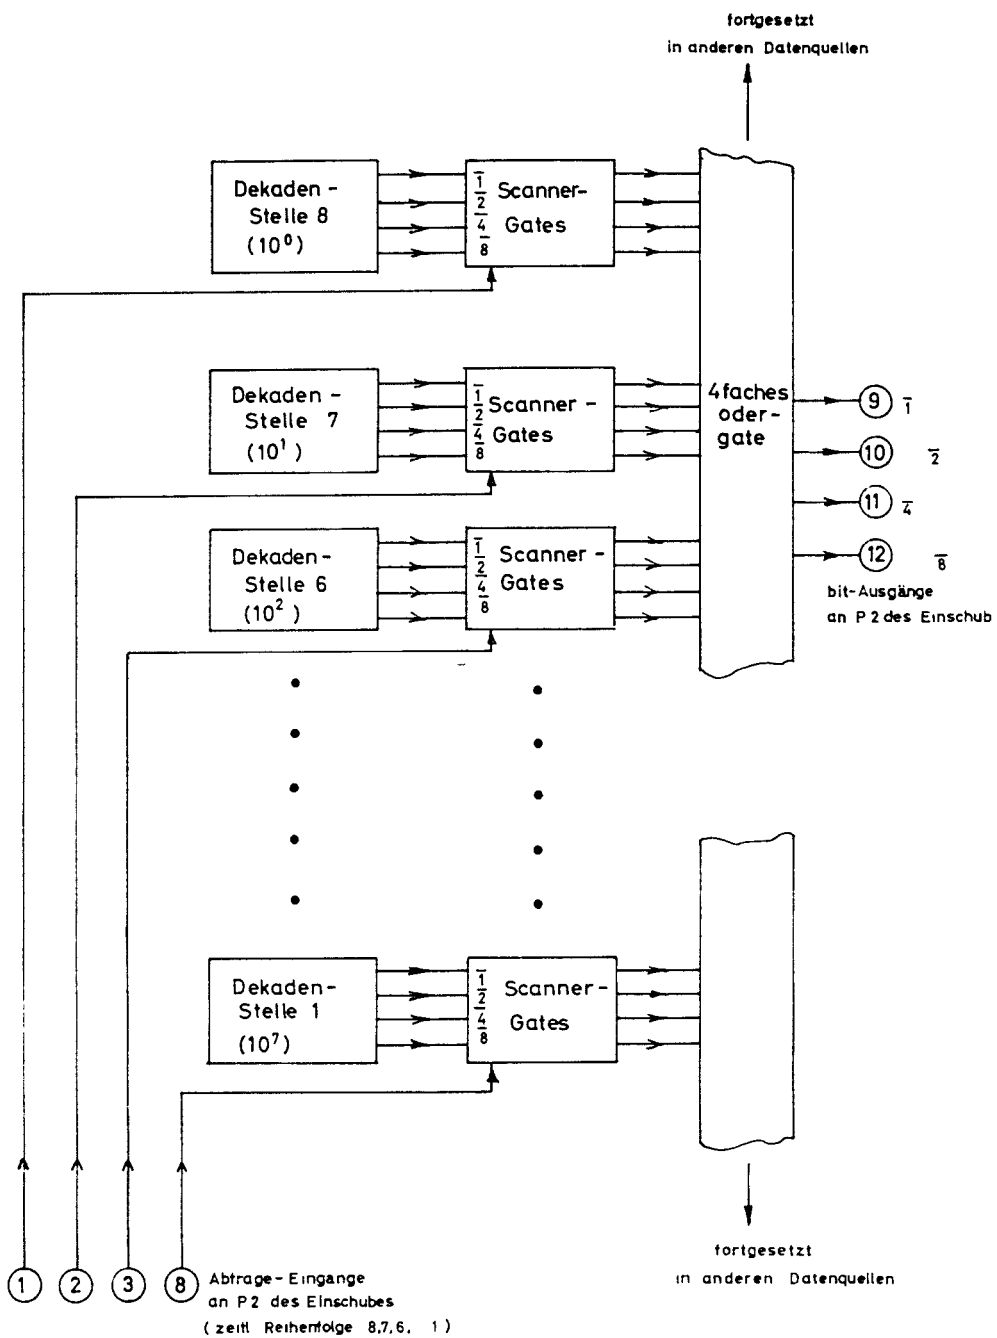 fortgesetzt
in anderen Datenquellen
Dekaden-
Stelle 8
(10⁰)
1̅
2̅
4̅
8̅
Scanner-
Gates
Dekaden-
Stelle 7
(10¹)
1̅
2̅
4̅
8̅
Scanner-
Gates
4faches
oder-
gate
9 1̅
10 2̅
11 4̅
12 8̅
bit-Ausgänge
an P2 des Einschub
Dekaden-
Stelle 6
(10²)
1̅
2̅
4̅
8̅
Scanner-
Gates
Dekaden-
Stelle 1
(10⁷)
1̅
2̅
4̅
8̅
Scanner-
Gates
fortgesetzt
in anderen Datenquellen
1 2 3 8
Abfrage-Eingänge
an P2 des Einschubes
(zeitl Reihenfolge 8,7,6, 1)